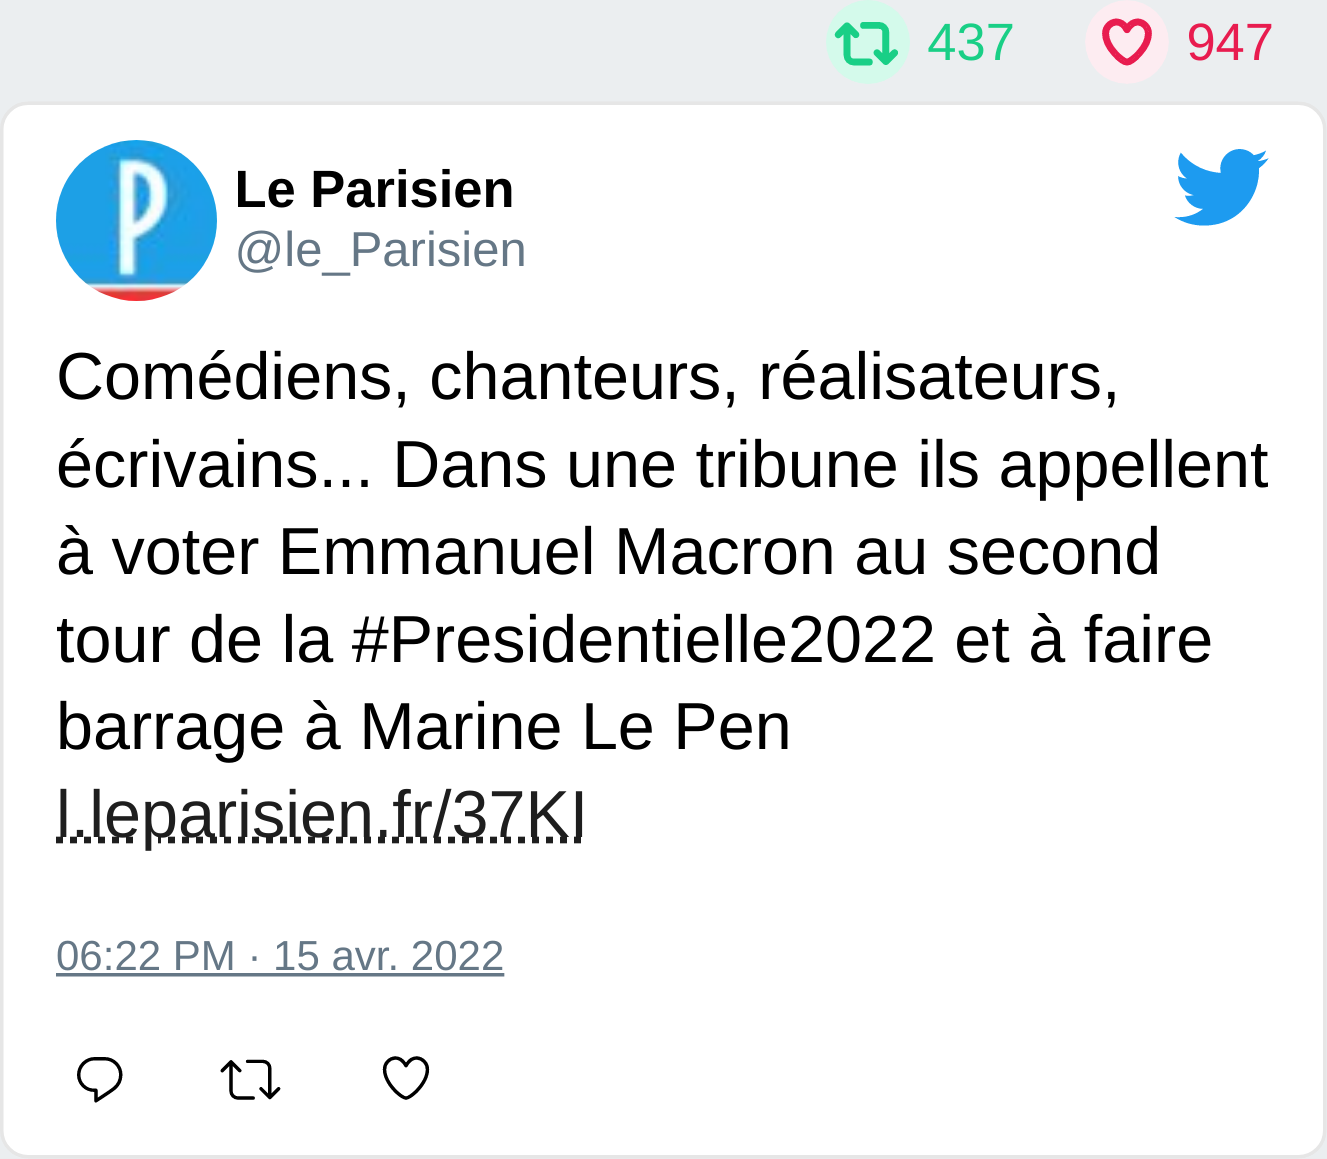 437 947
Le Parisien
@le_Parisien
Comédiens, chanteurs, réalisateurs,
écrivains... Dans une tribune ils appellent
à voter Emmanuel Macron au second
tour de la #Presidentielle2022 et à faire
barrage à Marine Le Pen
l.leparisien.fr/37KI
06:22 PM · 15 avr. 2022